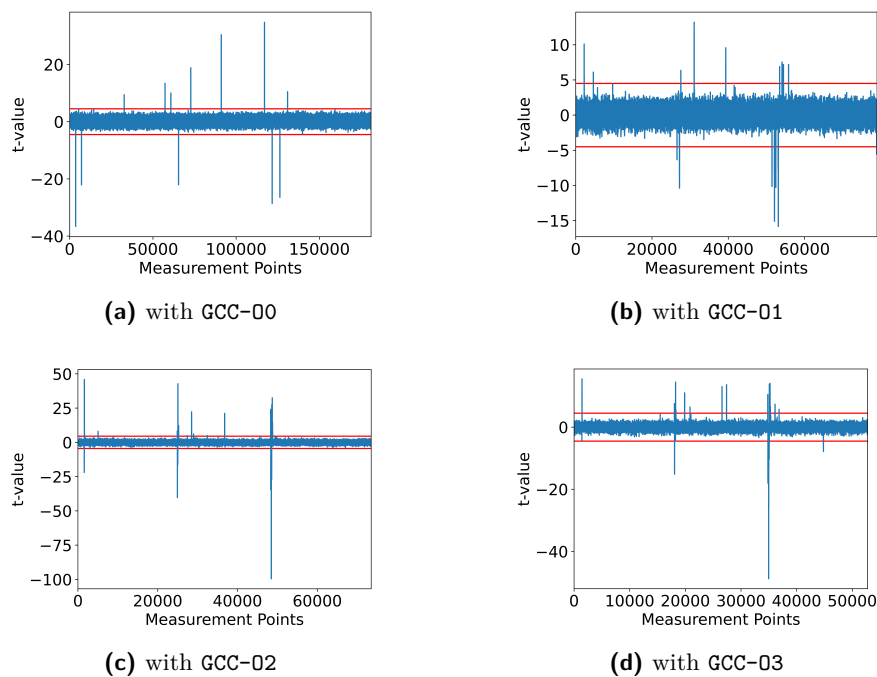 20
0
−20
−40
t-value
0 50000 100000 150000
Measurement Points
(a) with GCC-O0
10
5
0
−5
−10
−15
t-value
0 20000 40000 60000
Measurement Points
(b) with GCC-O1
50
25
0
−25
−50
−75
−100
t-value
0 20000 40000 60000
Measurement Points
(c) with GCC-O2
0
−20
−40
t-value
0 10000 20000 30000 40000 50000
Measurement Points
(d) with GCC-O3